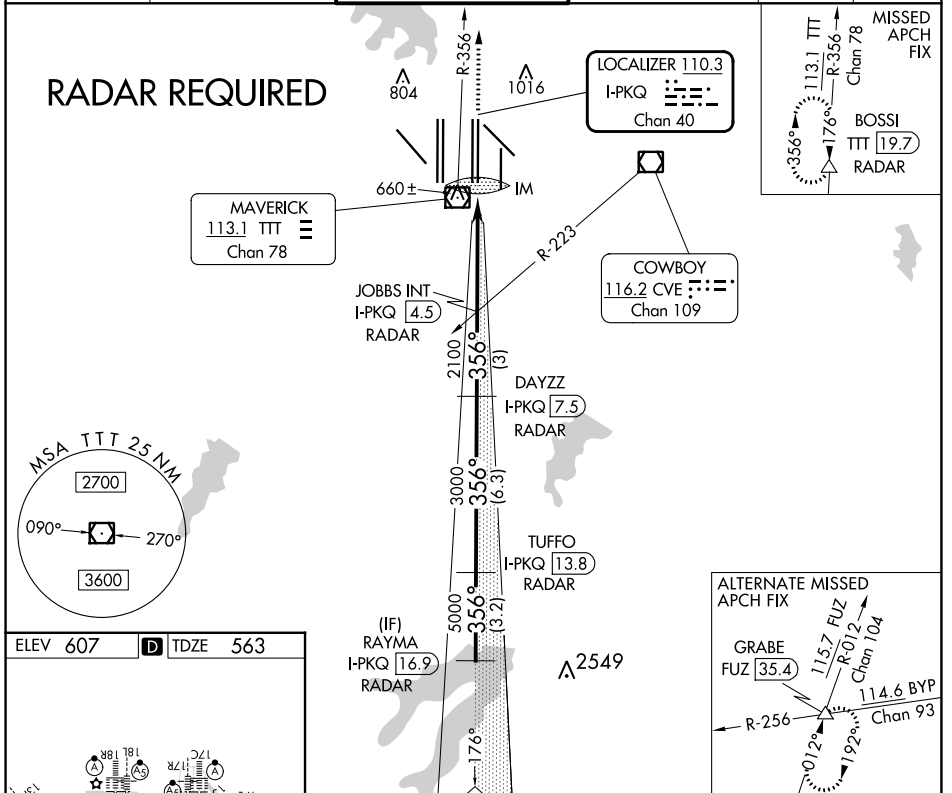 RADAR REQUIRED
R-356
804
1016
LOCALIZER 110.3
I-PKQ
Chan 40
MISSED
APCH
FIX
113.1 TTT
R-356
Chan 78
356°
176°
BOSSI
TTT 19.7
RADAR
660±
IM
MAVERICK
113.1 TTT
Chan 78
R-223
COWBOY
116.2 CVE
Chan 109
JOBBS INT
I-PKQ 4.5
RADAR
2100
356°
(3)
DAYZZ
I-PKQ 7.5
RADAR
3000
356°
(6.3)
MSA TTT 25 NM
2700
090°
270°
3600
TUFFO
I-PKQ 13.8
RADAR
5000
356°
(3.2)
(IF)
RAYMA
I-PKQ 16.9
RADAR
2549
176°
ALTERNATE MISSED
APCH FIX
GRABE
FUZ 35.4
115.7 FUZ
R-012
Chan 104
114.6 BYP
Chan 93
R-256
012°
192°
ELEV 607 D TDZE 563
18R
18L
17R
17C
A
A5
A